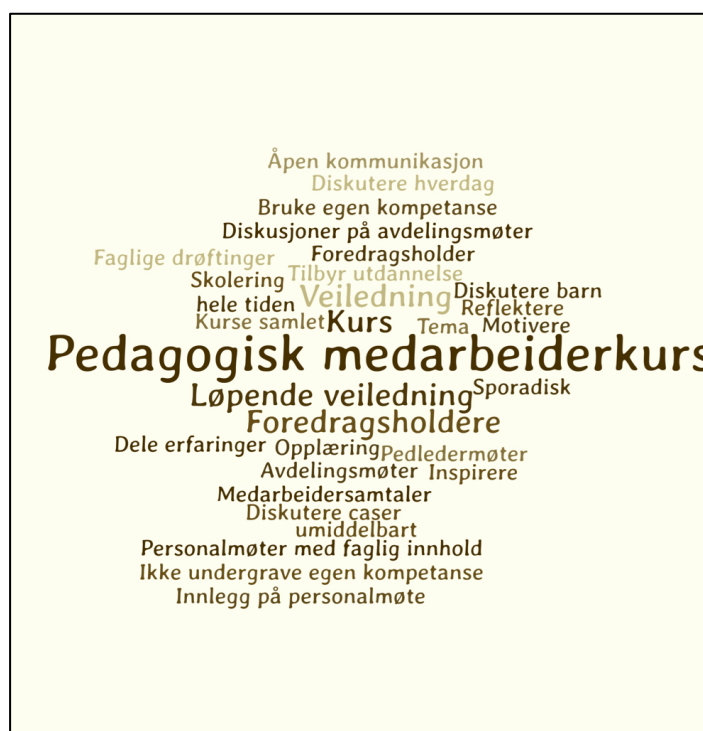 Åpen kommunikasjon
Diskutere hverdag
Bruke egen kompetanse
Diskusjoner på avdelingsmøter
Faglige drøftinger
Foredragsholder
Skolering
Tilbyr utdannelse
hele tiden
Veiledning
Diskutere barn
Reflektere
Kurse samlet
Kurs
Tema
Motivere
Pedagogisk medarbeiderkurs
Løpende veiledning
Sporadisk
Foredragsholdere
Dele erfaringer
Opplæring
Pedledermøter
Avdelingsmøter
Inspirere
Medarbeidersamtaler
Diskutere caser
umiddelbart
Personalmøter med faglig innhold
Ikke undergrave egen kompetanse
Innlegg på personalmøte